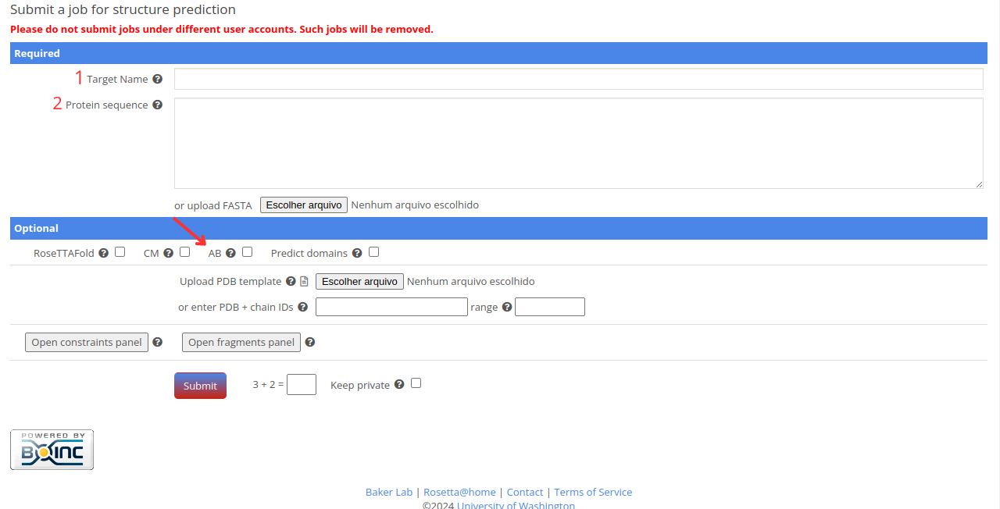 Submit a job for structure prediction
Please do not submit jobs under different user accounts. Such jobs will be removed.
Required
1 Target Name ?
2 Protein sequence ?
or upload FASTA Escolher arquivo Nenhum arquivo escolhido
Optional
RoseTTAFold ? CM ? AB ? Predict domains ?
Upload PDB template ? Escolher arquivo Nenhum arquivo escolhido
or enter PDB + chain IDs ? range ?
Open constraints panel ? Open fragments panel ?
Submit 3 + 2 = Keep private ?
POWERED BY
BOINC
Baker Lab | Rosetta@home | Contact | Terms of Service
©2024 University of Washington